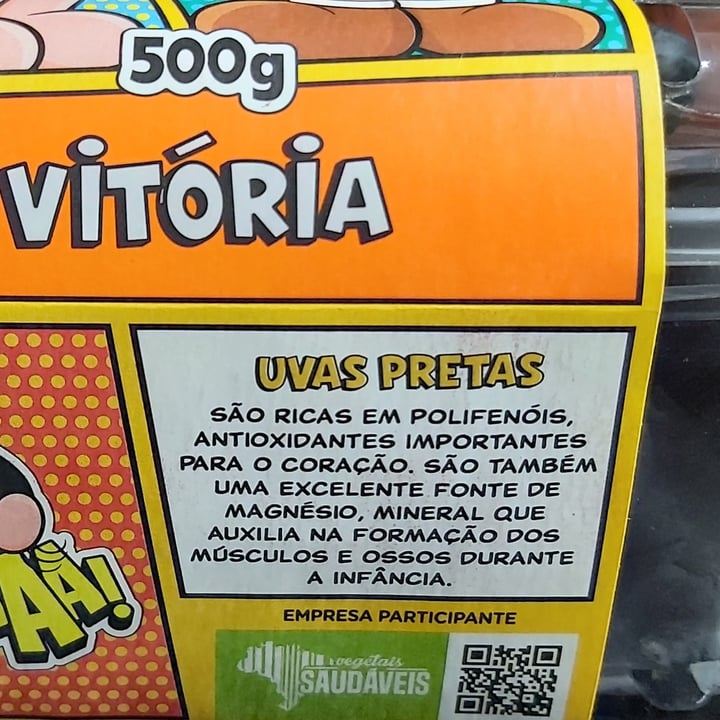 500g
VITÓRIA
UVAS PRETAS
SÃO RICAS EM POLIFENÓIS,
ANTIOXIDANTES IMPORTANTES
PARA O CORAÇÃO. SÃO TAMBÉM
UMA EXCELENTE FONTE DE
MAGNÉSIO, MINERAL QUE
AUXILIA NA FORMAÇÃO DOS
MÚSCULOS E OSSOS DURANTE
A INFÂNCIA.
EMPRESA PARTICIPANTE
vegetais
SAUDÁVEIS